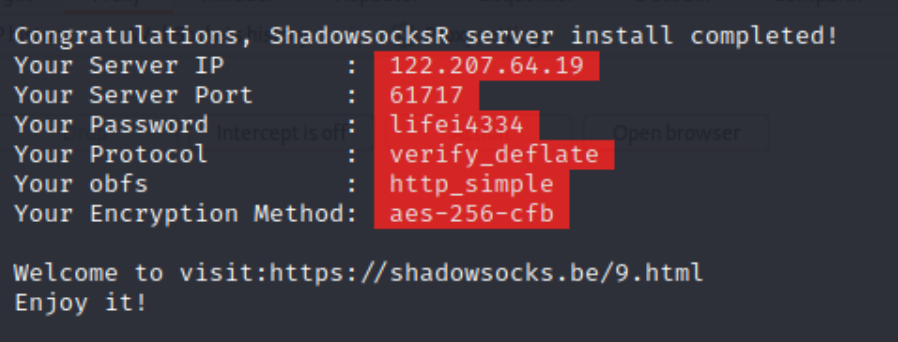 Congratulations, ShadowsocksR server install completed!
Your Server IP : 122.207.64.19
Your Server Port : 61717
Your Password : lifei4334
Intercept is off
Open browser
Your Protocol : verify_deflate
Your obfs : http_simple
Your Encryption Method: aes-256-cfb
Welcome to visit:https://shadowsocks.be/9.html
Enjoy it!